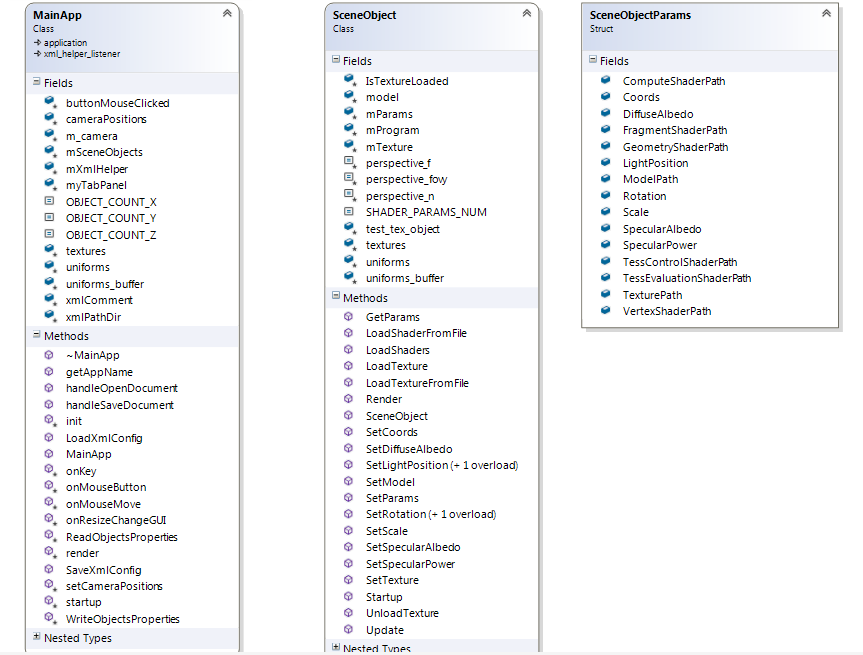 MainApp
Class
application
xml_helper_listener
Fields
buttonMouseClicked
cameraPositions
m_camera
mSceneObjects
mXmlHelper
myTabPanel
OBJECT_COUNT_X
OBJECT_COUNT_Y
OBJECT_COUNT_Z
textures
uniforms
uniforms_buffer
xmlComment
xmlPathDir
Methods
~MainApp
getAppName
handleOpenDocument
handleSaveDocument
init
LoadXmlConfig
MainApp
onKey
onMouseButton
onMouseMove
onResizeChangeGUI
ReadObjectsProperties
render
SaveXmlConfig
setCameraPositions
startup
WriteObjectsProperties
Nested Types
SceneObject
Class
Fields
IsTextureLoaded
model
mParams
mProgram
mTexture
perspective_f
perspective_fowy
perspective_n
SHADER_PARAMS_NUM
test_tex_object
textures
uniforms
uniforms_buffer
Methods
GetParams
LoadShaderFromFile
LoadShaders
LoadTexture
LoadTextureFromFile
Render
SceneObject
SetCoords
SetDiffuseAlbedo
SetLightPosition (+ 1 overload)
SetModel
SetParams
SetRotation (+ 1 overload)
SetScale
SetSpecularAlbedo
SetSpecularPower
SetTexture
Startup
UnloadTexture
Update
Nested Types
SceneObjectParams
Struct
Fields
ComputeShaderPath
Coords
DiffuseAlbedo
FragmentShaderPath
GeometryShaderPath
LightPosition
ModelPath
Rotation
Scale
SpecularAlbedo
SpecularPower
TessControlShaderPath
TessEvaluationShaderPath
TexturePath
VertexShaderPath